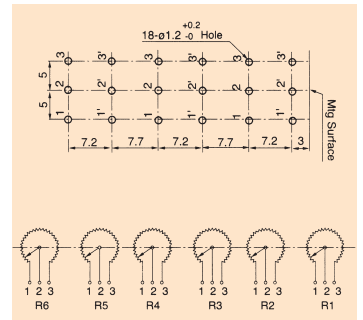 18-ø1.2 +0.2 -0 Hole
3 3' 3 3' 3 3'
5
2 2' 2 2' 2 2'
5
1 1' 1 1' 1 1'
7.2 7.7 7.2 7.7 7.2 3
Mtg Surface
1 2 3 1 2 3 1 2 3 1 2 3 1 2 3 1 2 3
R6 R5 R4 R3 R2 R1